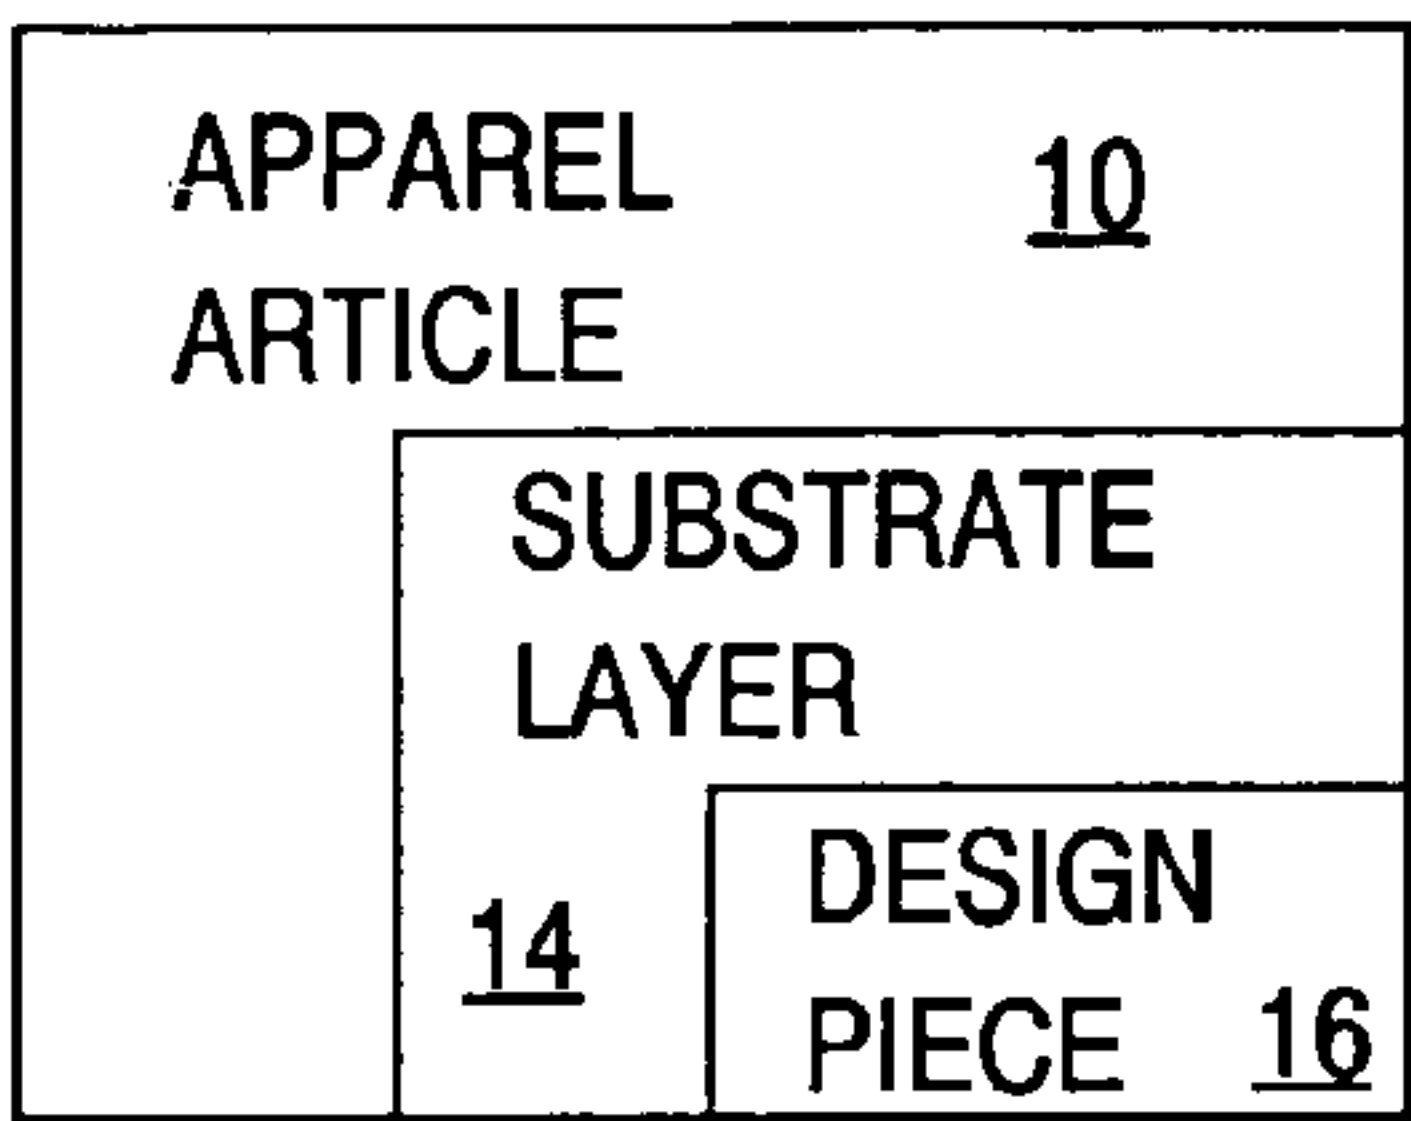 APPAREL 10
ARTICLE
SUBSTRATE
LAYER
14
DESIGN
PIECE 16